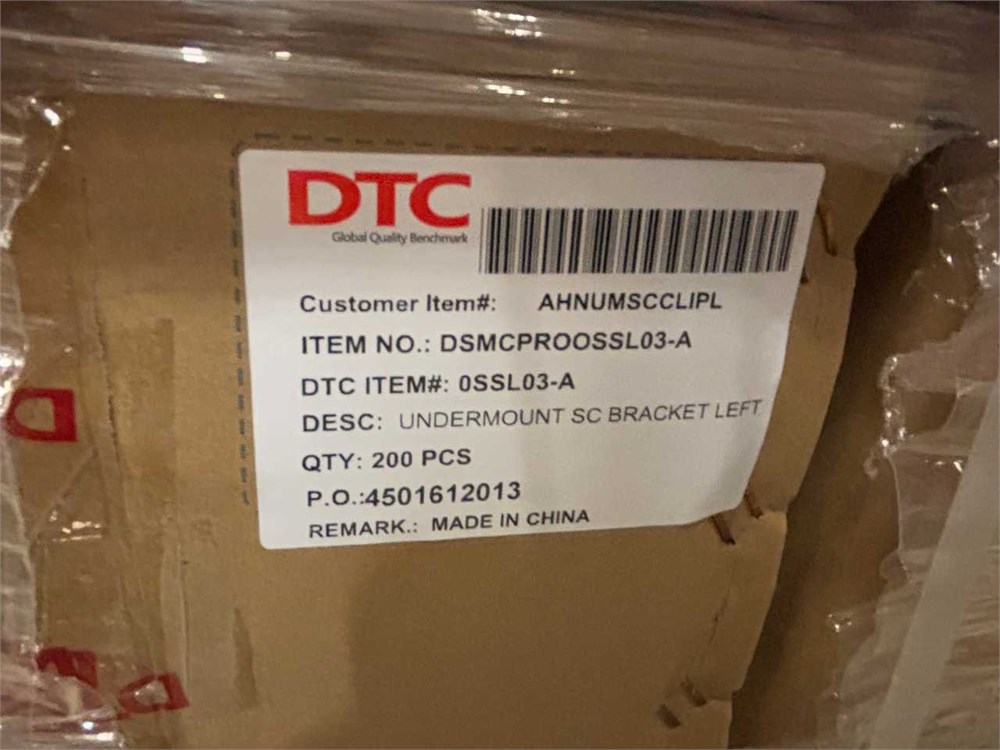 DTC
Global Quality Benchmark
Customer Item#: AHNUMSCCLIPL
ITEM NO.: DSMCPROOSSL03-A
DTC ITEM#: 0SSL03-A
DESC: UNDERMOUNT SC BRACKET LEFT
QTY: 200 PCS
P.O.:4501612013
REMARK.: MADE IN CHINA
D
D